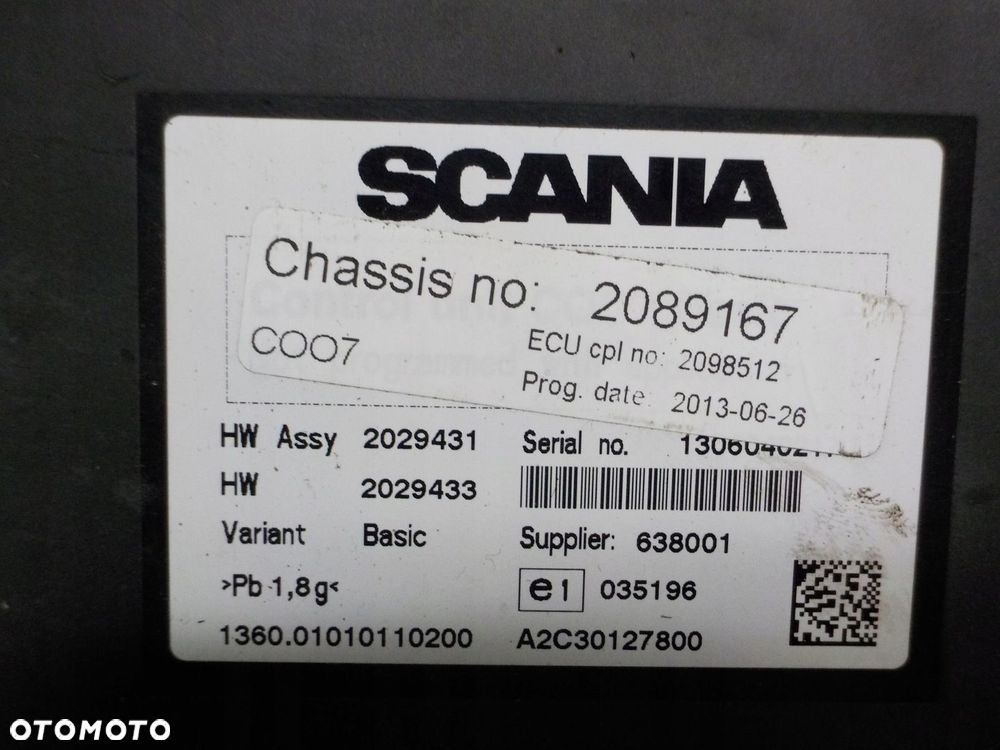 SCANIA
Chassis no: 2089167
COO7
ECU cpl no: 2098512
Prog. date: 2013-06-26
HW Assy 2029431 Serial no.
HW 2029433
Variant Basic Supplier: 638001
>Pb 1,8g< e1 035196
1360.01010110200 A2C30127800
OTOMOTO